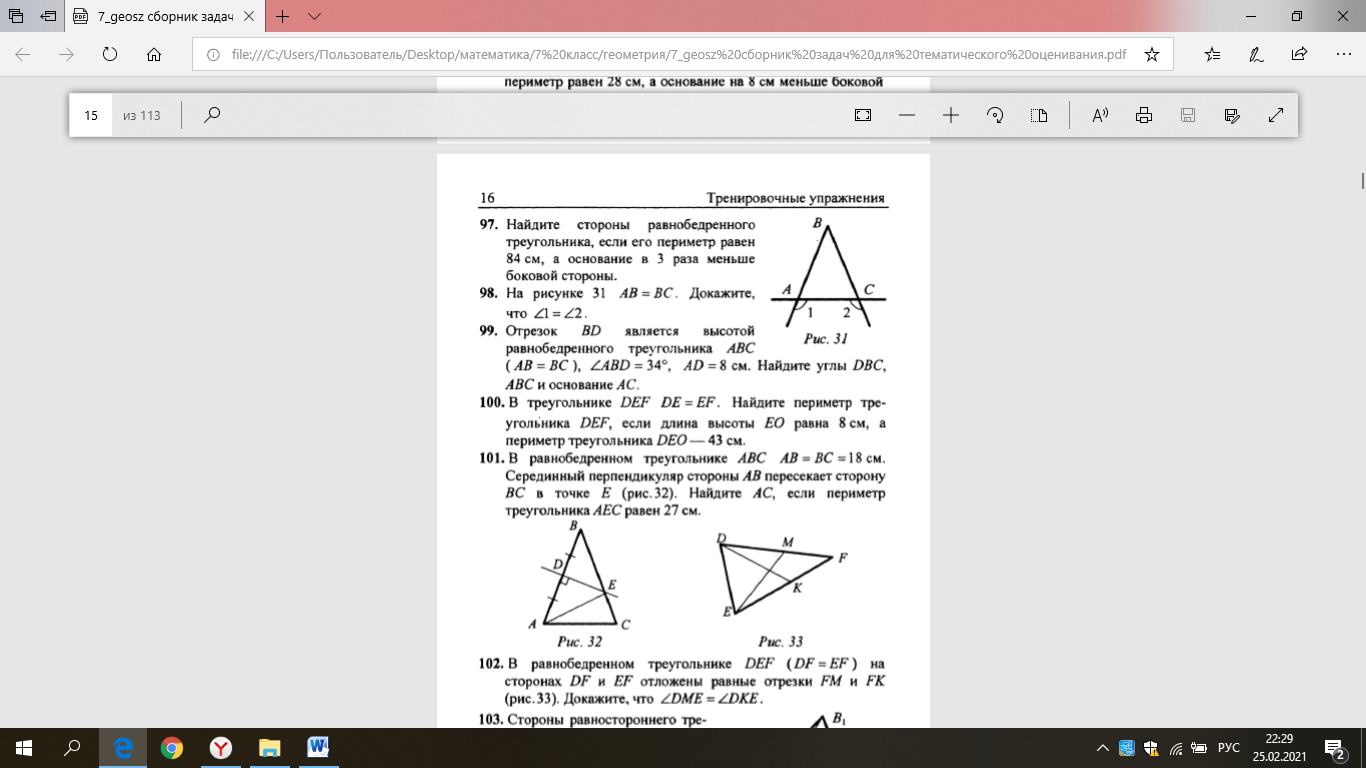 7_geosz сборник задач
file:///C:/Users/Пользователь/Desktop/математика/7%20класс/геометрия/7_geosz%20сборник%20задач%20для%20тематического%20оценивания.pdf
периметр равен 28 см, а основание на 8 см меньше боковой
15 из 113
16 Тренировочные упражнения
97. Найдите стороны равнобедренного
треугольника, если его периметр равен
84 см, а основание в 3 раза меньше
боковой стороны.
98. На рисунке 31 AB = BC. Докажите,
что ∠1 = ∠2.
B
A C
1 2
Рис. 31
99. Отрезок BD является высотой
равнобедренного треугольника ABC
( AB = BC ), ∠ABD = 34°, AD = 8 см. Найдите углы DBC,
ABC и основание AC.
100. В треугольнике DEF DE = EF. Найдите периметр тре-
угольника DEF, если длина высоты EO равна 8 см, а
периметр треугольника DEO — 43 см.
101. В равнобедренном треугольнике ABC AB = BC = 18 см.
Серединный перпендикуляр стороны AB пересекает сторону
BC в точке E (рис.32). Найдите AC, если периметр
треугольника AEC равен 27 см.
B
D
E
A C
Рис. 32
D M F
K
E
Рис. 33
102. В равнобедренном треугольнике DEF ( DF = EF ) на
сторонах DF и EF отложены равные отрезки FM и FK
(рис.33). Докажите, что ∠DME = ∠DKE.
103. Стороны равностороннего тре-
B₁
РУС
22:29
25.02.2021
2